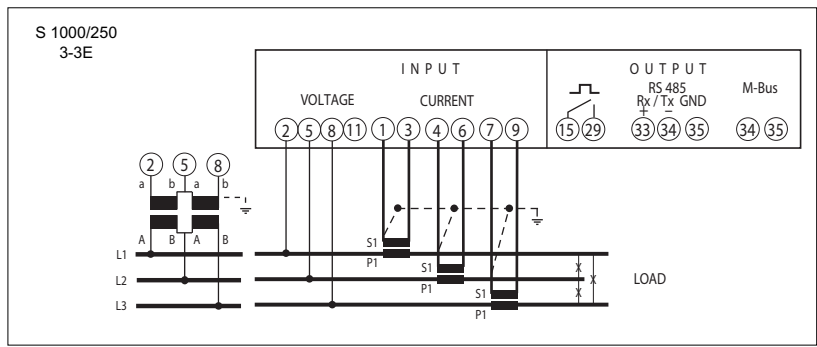 S 1000/250
3-3E
INPUT
OUTPUT
VOLTAGE
CURRENT
RS 485
Rx / Tx GND
+ −
M-Bus
2 5 8 11 1 3 4 6 7 9
15 29 33 34 35 34 35
2 5 8
a b a b
A B A B
S1
P1
S1
P1
S1
P1
L1
L2
L3
X
X
X
LOAD